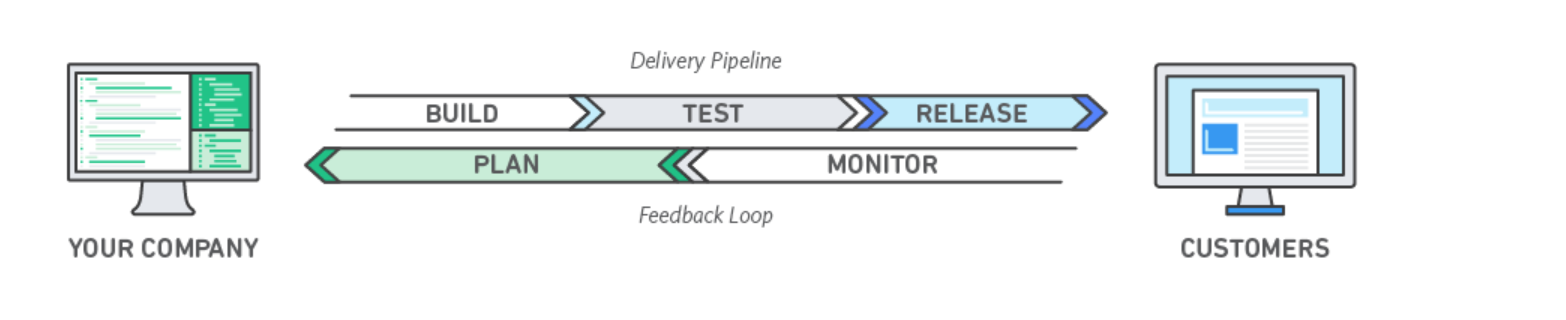 Delivery Pipeline
BUILD
TEST
RELEASE
PLAN
MONITOR
Feedback Loop
YOUR COMPANY
CUSTOMERS